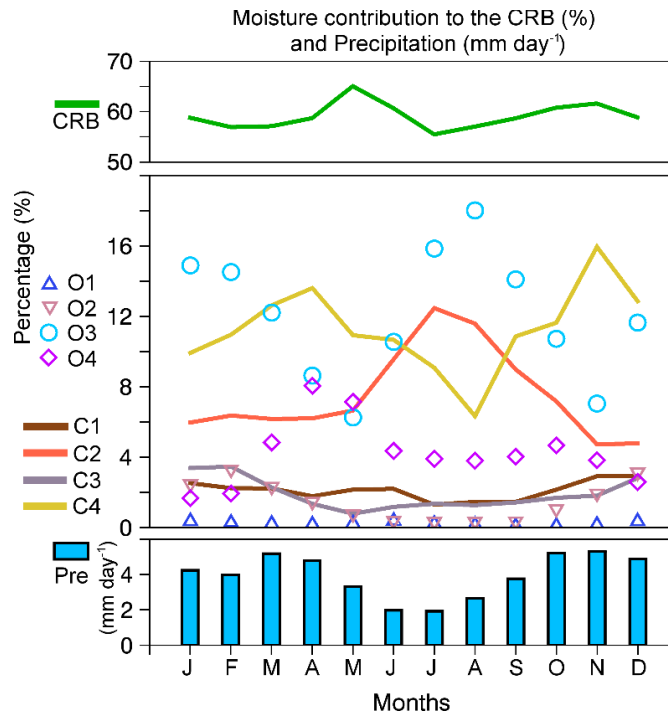 Moisture contribution to the CRB (%)
and Precipitation (mm day⁻¹)
70
60
50
CRB
Percentage (%)
16
12
8
4
0
O1
O2
O3
O4
C1
C2
C3
C4
Pre
(mm day⁻¹)
4
2
0
J F M A M J J A S O N D
Months